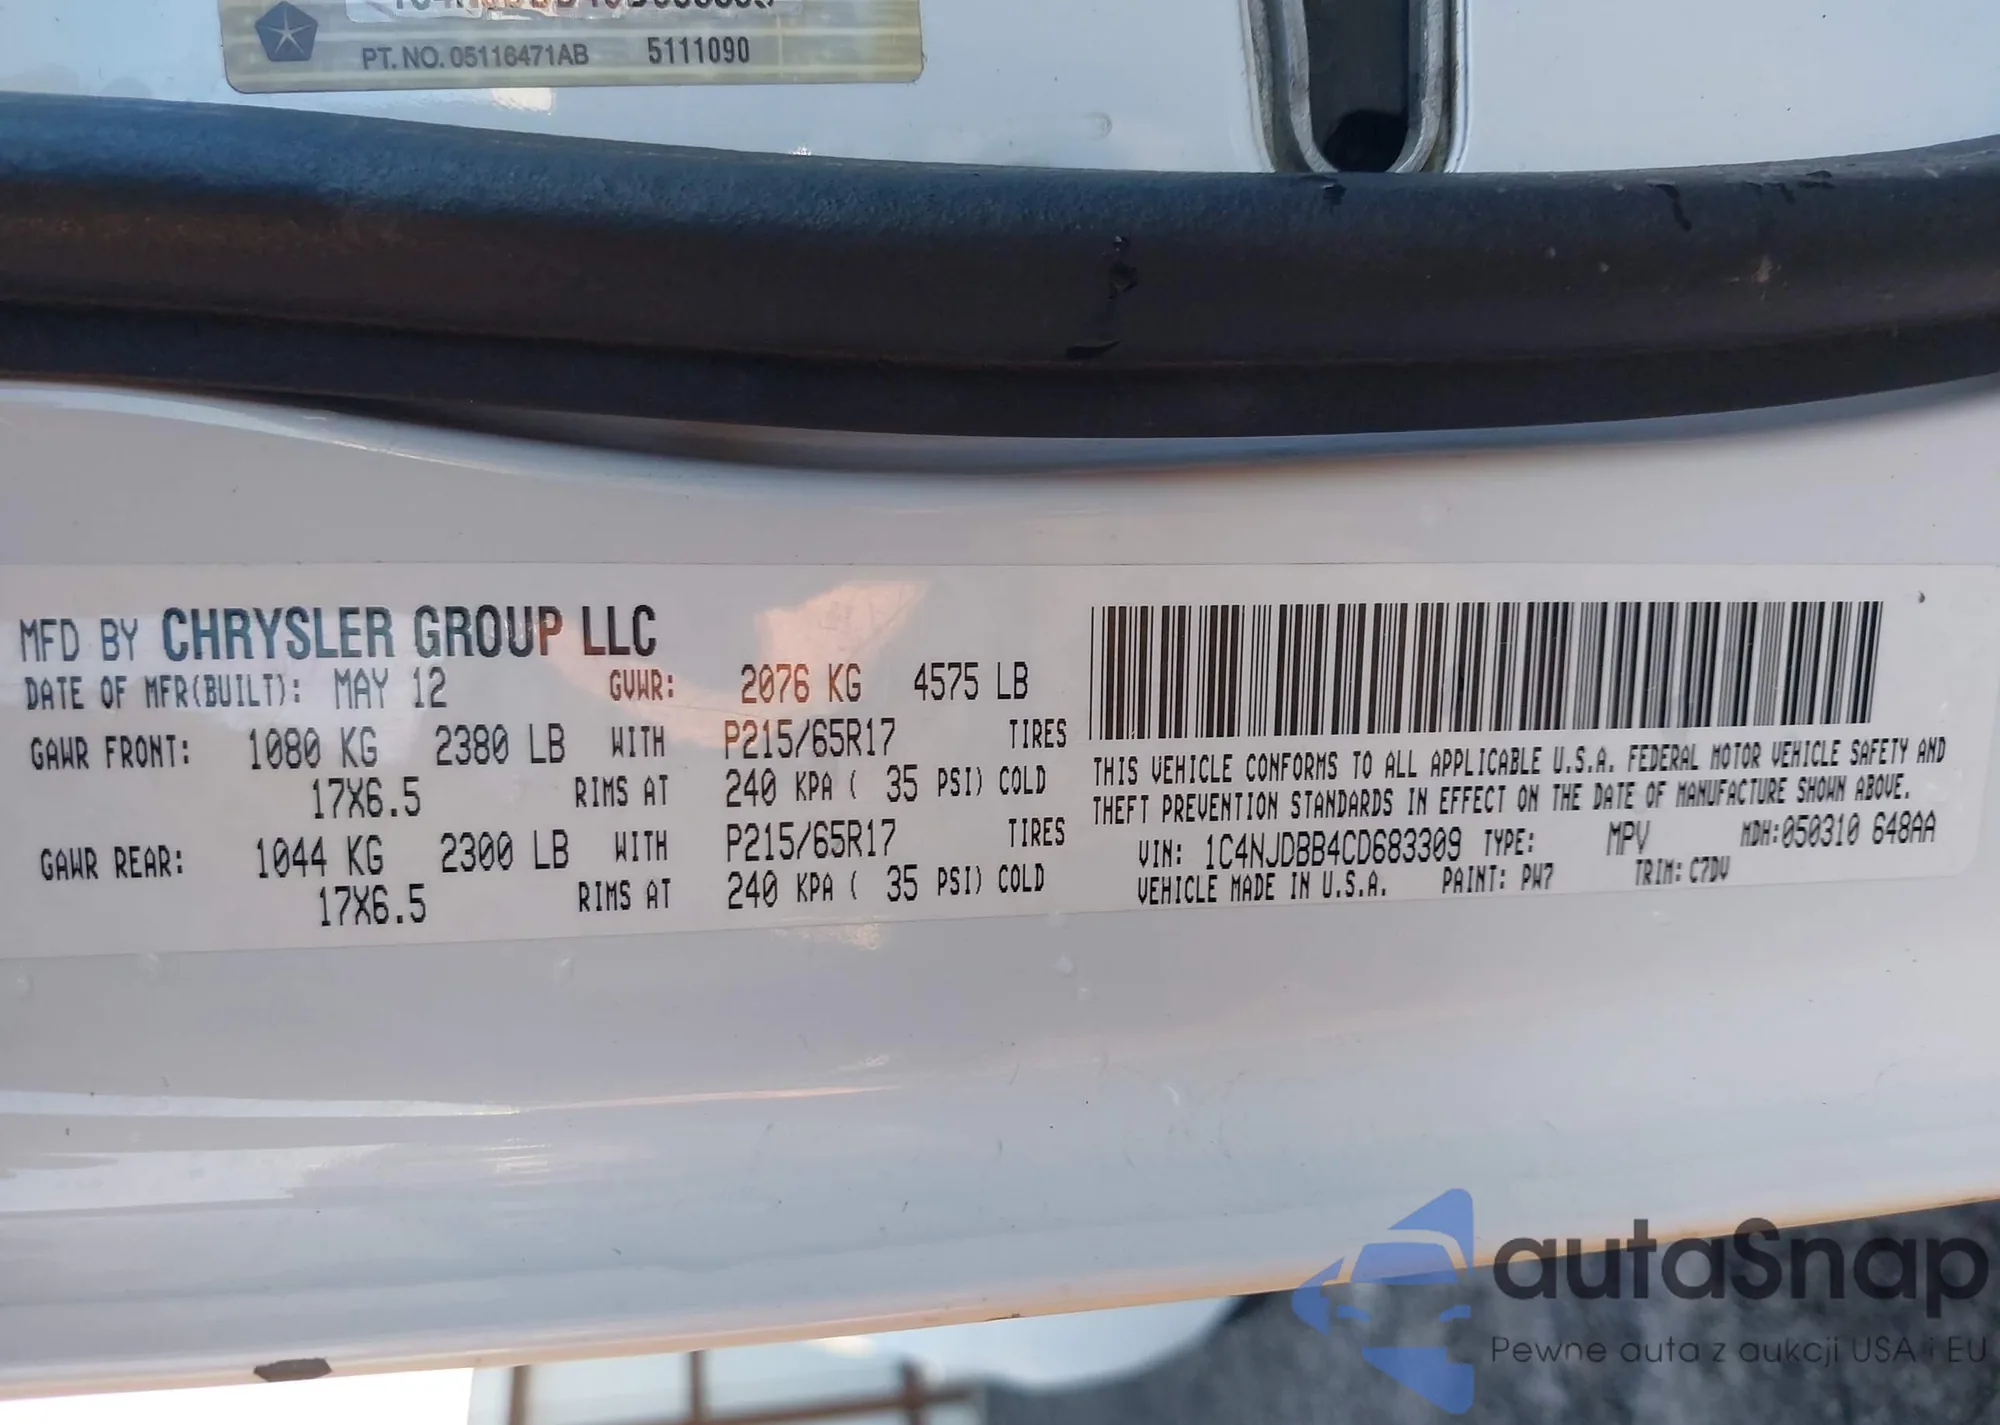 PT. NO. 05116471AB 5111090
MFD BY CHRYSLER GROUP LLC
DATE OF MFR(BUILT): MAY 12 GVWR: 2076 KG 4575 LB
GAWR FRONT: 1080 KG 2380 LB WITH P215/65R17 TIRES
17X6.5 RIMS AT 240 KPA ( 35 PSI) COLD
GAWR REAR: 1044 KG 2300 LB WITH P215/65R17 TIRES
17X6.5 RIMS AT 240 KPA ( 35 PSI) COLD
THIS VEHICLE CONFORMS TO ALL APPLICABLE U.S.A. FEDERAL MOTOR VEHICLE SAFETY AND
THEFT PREVENTION STANDARDS IN EFFECT ON THE DATE OF MANUFACTURE SHOWN ABOVE.
VIN: 1C4NJDBB4CD683309 TYPE: MPV MDH:050310 648AA
VEHICLE MADE IN U.S.A. PAINT: PW7 TRIM: C7DV
autaSnap
Pewne auta z aukcji USA i EU